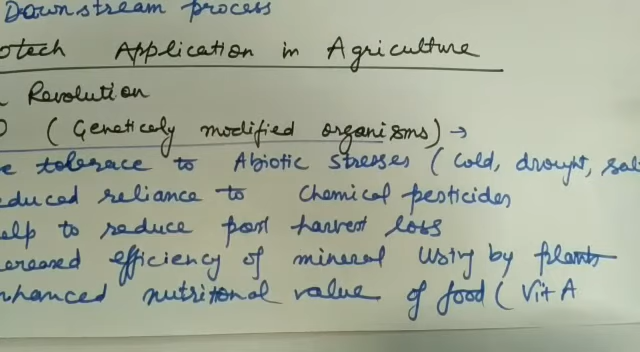 Downstream process
otech Application in Agriculture
Revolution
O (Geneticaly modified organisms) →
e tolerace to Abiotic stresses (cold, drought, sal
educed reliance to chemical pesticides
elp to reduce post harvest loss
creased efficiency of mineral using by plants
nhanced nutritional value of food (Vit A